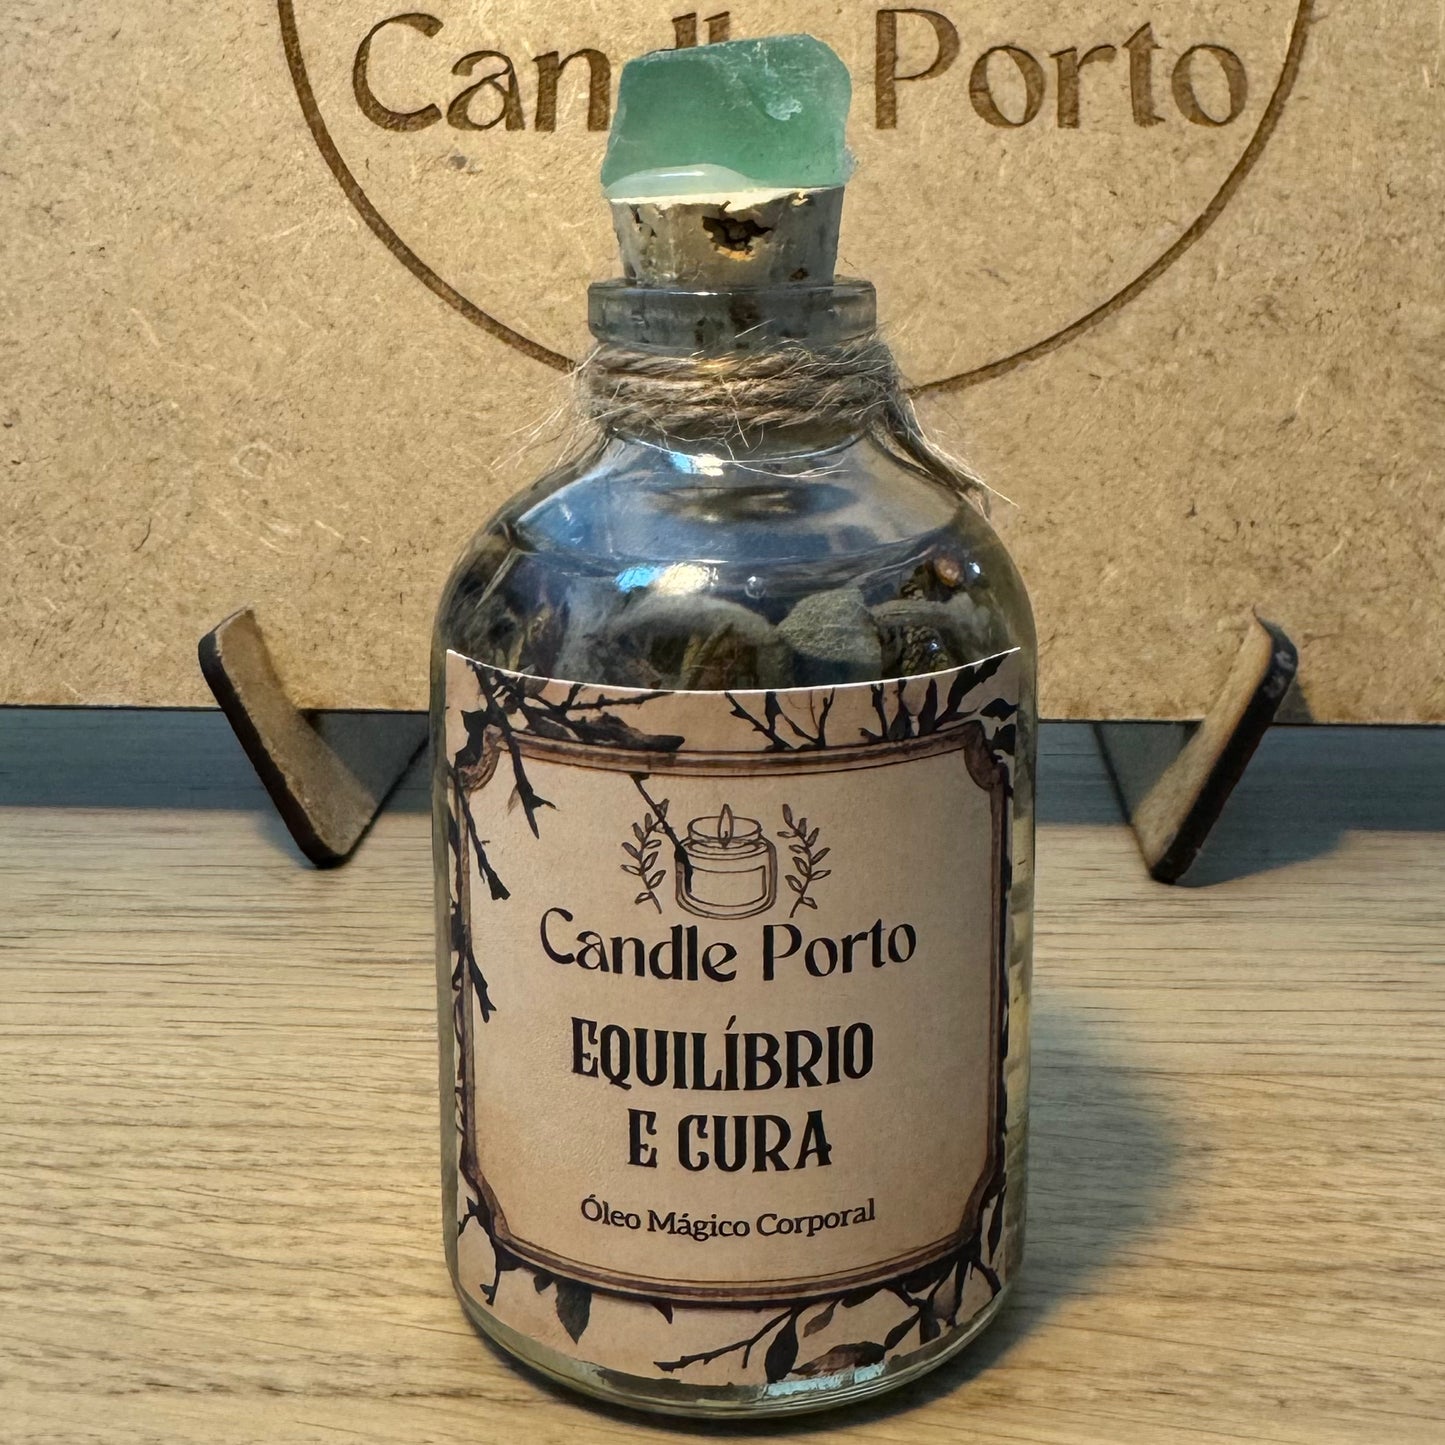 Candle Porto
Candle Porto
EQUILÍBRIO
E CURA
Óleo Mágico Corporal